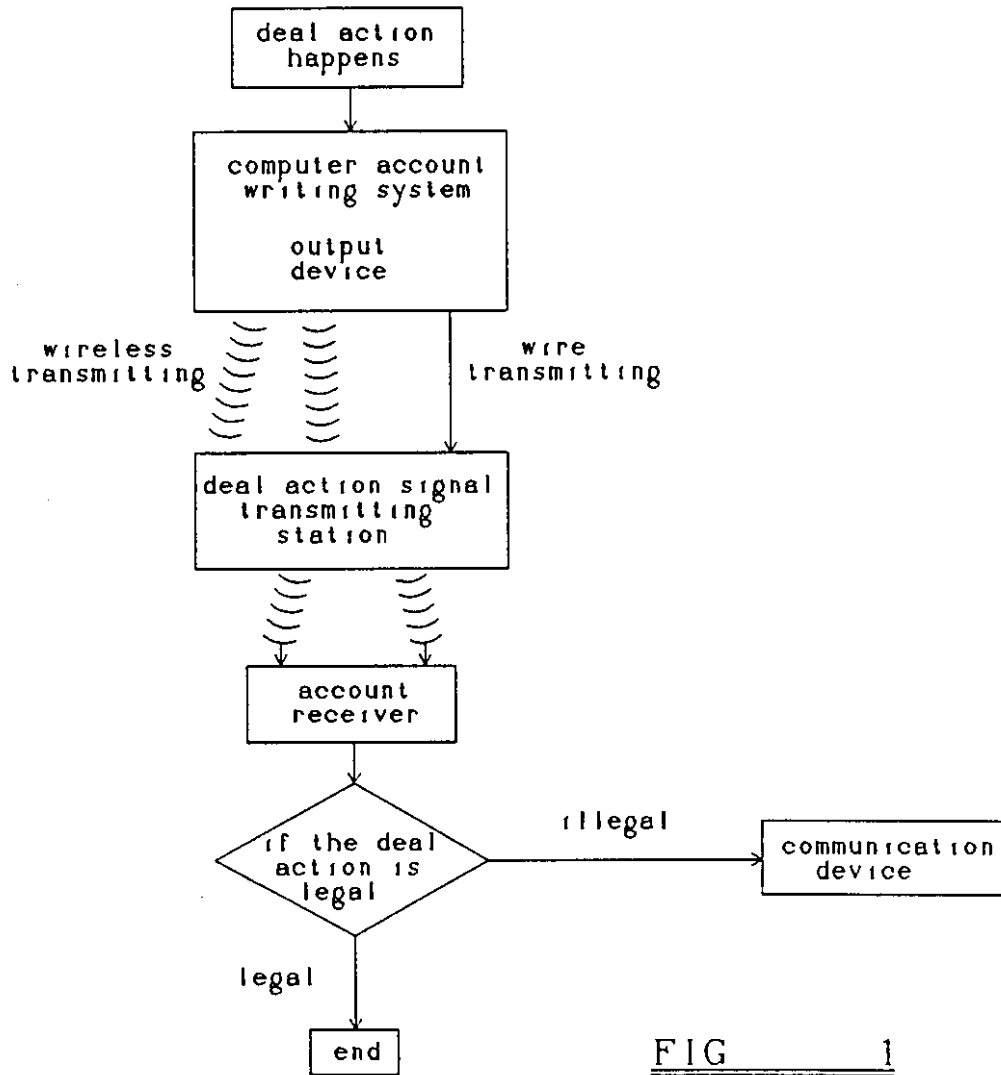 deal action
happens
computer account
writing system
output
device
wireless
transmitting
wire
transmitting
deal action signal
transmitting
station
account
receiver
if the deal
action is
legal
illegal
communication
device
legal
end
FIG 1